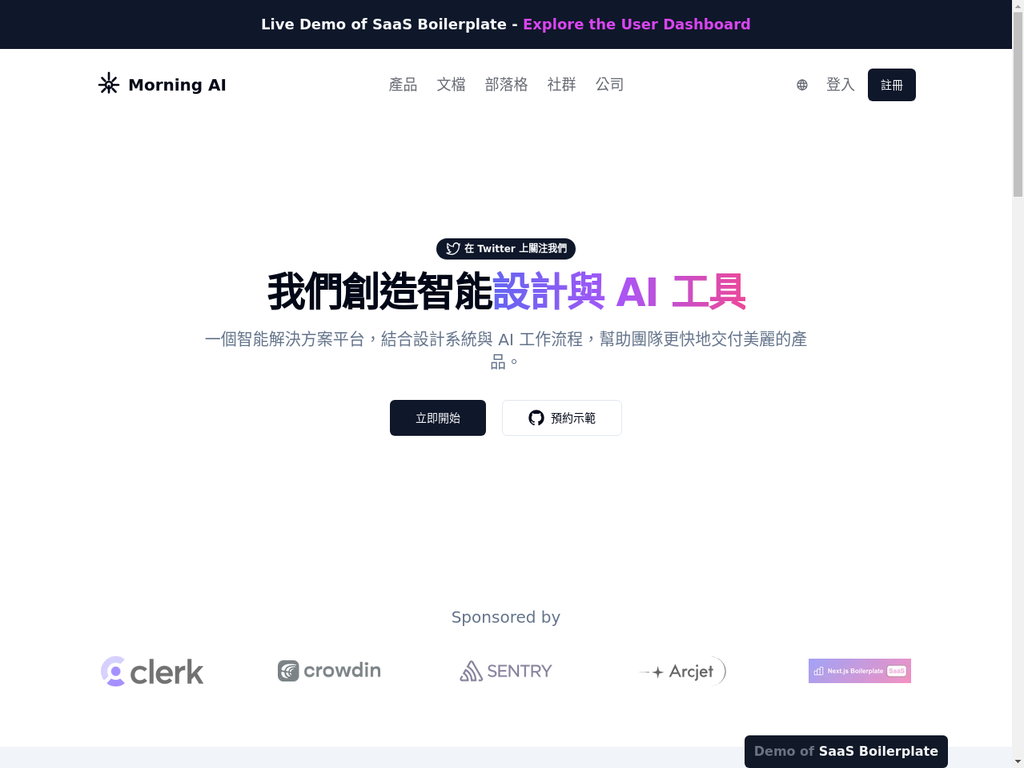 Live Demo of SaaS Boilerplate - Explore the User Dashboard
Morning AI
產品
文檔
部落格
社群
公司
登入
註冊
在 Twitter 上關注我們
我們創造智能設計與 AI 工具
一個智能解決方案平台，結合設計系統與 AI 工作流程，幫助團隊更快地交付美麗的產
品。
立即開始
預約示範
Sponsored by
clerk
crowdin
SENTRY
Arcjet
Next.js Boilerplate SaaS
Demo of SaaS Boilerplate